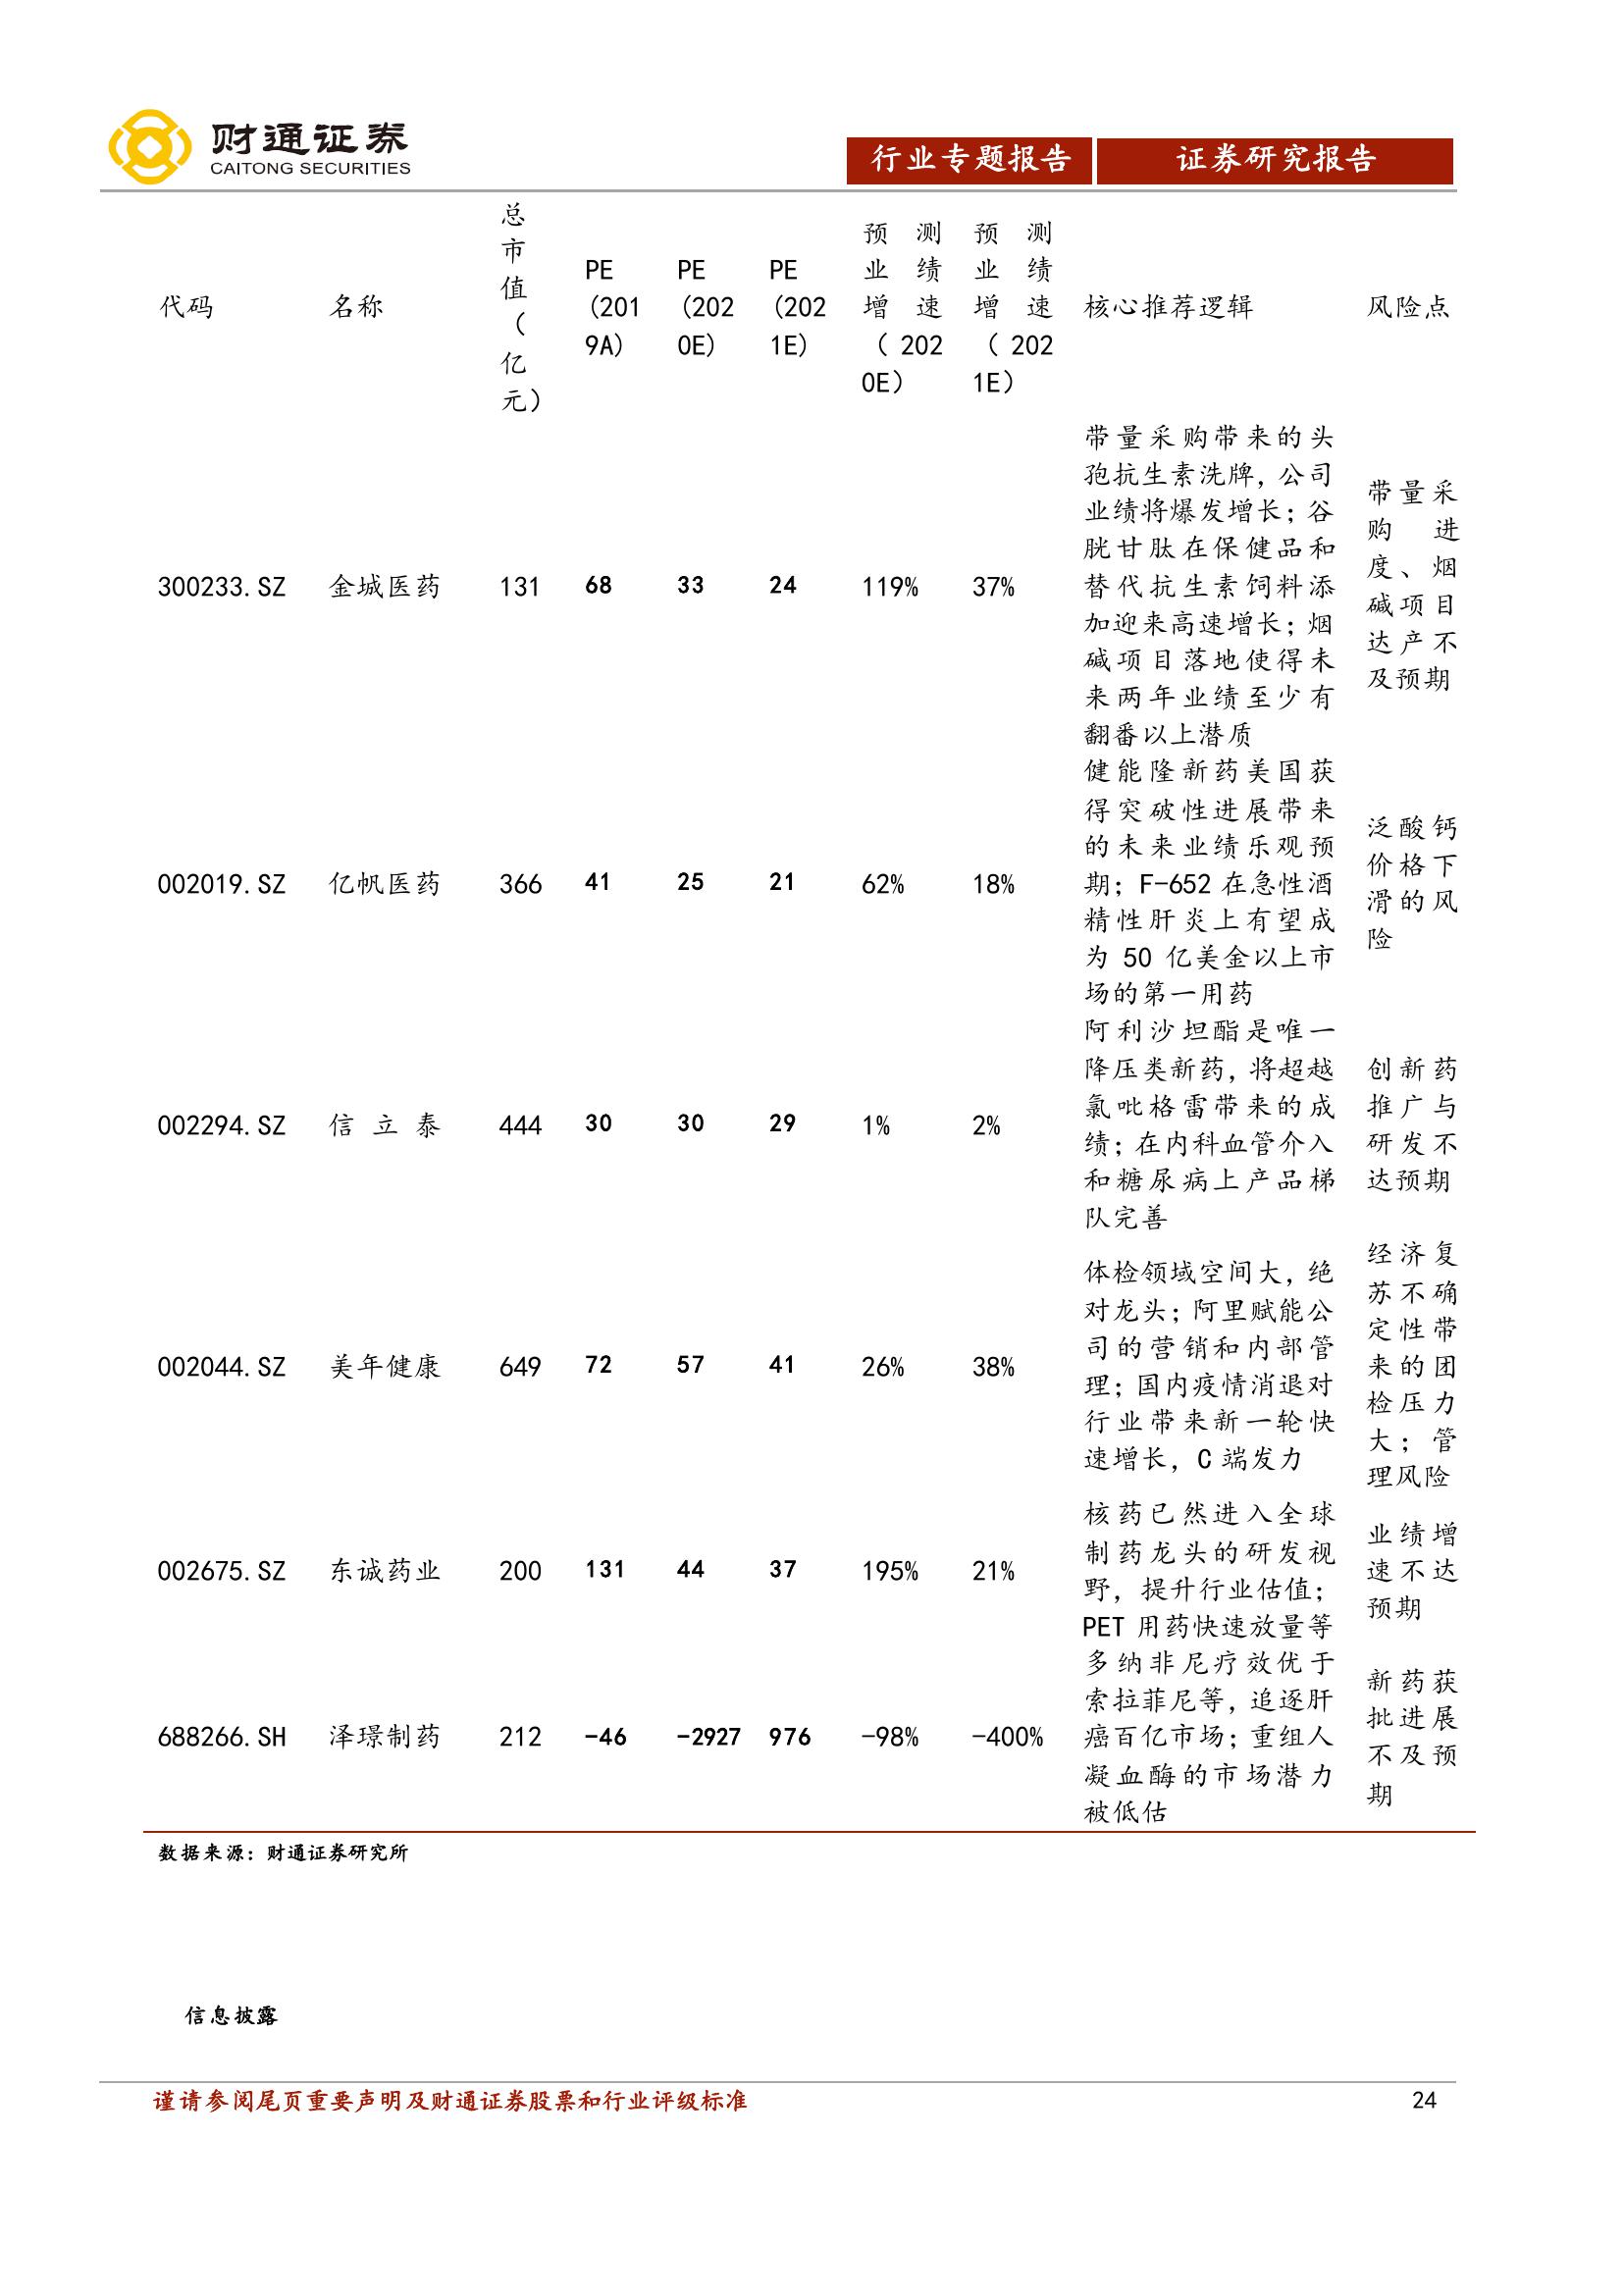 财通证券
CAITONG SECURITIES
行业专题报告 证券研究报告
代码
名称
总
市
值
（
亿
元）
PE
（201
9A）
PE
（202
0E）
PE
（202
1E）
预 测
业 绩
增 速
（ 202
0E）
预 测
业 绩
增 速
（ 202
1E）
核心推荐逻辑
风险点
300233.SZ 金城医药 131 68 33 24 119% 37%
带量采购带来的头
孢抗生素洗牌，公司
业绩将爆发增长；谷
胱甘肽在保健品和
替代抗生素饲料添
加迎来高速增长；烟
碱项目落地使得未
来两年业绩至少有
翻番以上潜质
带量采
购 进
度、烟
碱项目
达产不
及预期
002019.SZ 亿帆医药 366 41 25 21 62% 18%
健能隆新药美国获
得突破性进展带来
的未来业绩乐观预
期；F-652 在急性酒
精性肝炎上有望成
为 50 亿美金以上市
场的第一用药
泛酸钙
价格下
滑的风
险
002294.SZ 信 立 泰 444 30 30 29 1% 2%
阿利沙坦酯是唯一
降压类新药，将超越
氯吡格雷带来的成
绩；在内科血管介入
和糖尿病上产品梯
队完善
创新药
推广与
研发不
达预期
002044.SZ 美年健康 649 72 57 41 26% 38%
体检领域空间大，绝
对龙头；阿里赋能公
司的营销和内部管
理；国内疫情消退对
行业带来新一轮快
速增长，C 端发力
经济复
苏不确
定性带
来的团
检压力
大；管
理风险
002675.SZ 东诚药业 200 131 44 37 195% 21%
核药已然进入全球
制药龙头的研发视
野，提升行业估值；
PET 用药快速放量等
业绩增
速不达
预期
688266.SH 泽璟制药 212 -46 -2927 976 -98% -400%
多纳非尼疗效优于
索拉菲尼等，追逐肝
癌百亿市场；重组人
凝血酶的市场潜力
被低估
新药获
批进展
不及预
期
数据来源：财通证券研究所
信息披露
谨请参阅尾页重要声明及财通证券股票和行业评级标准 24